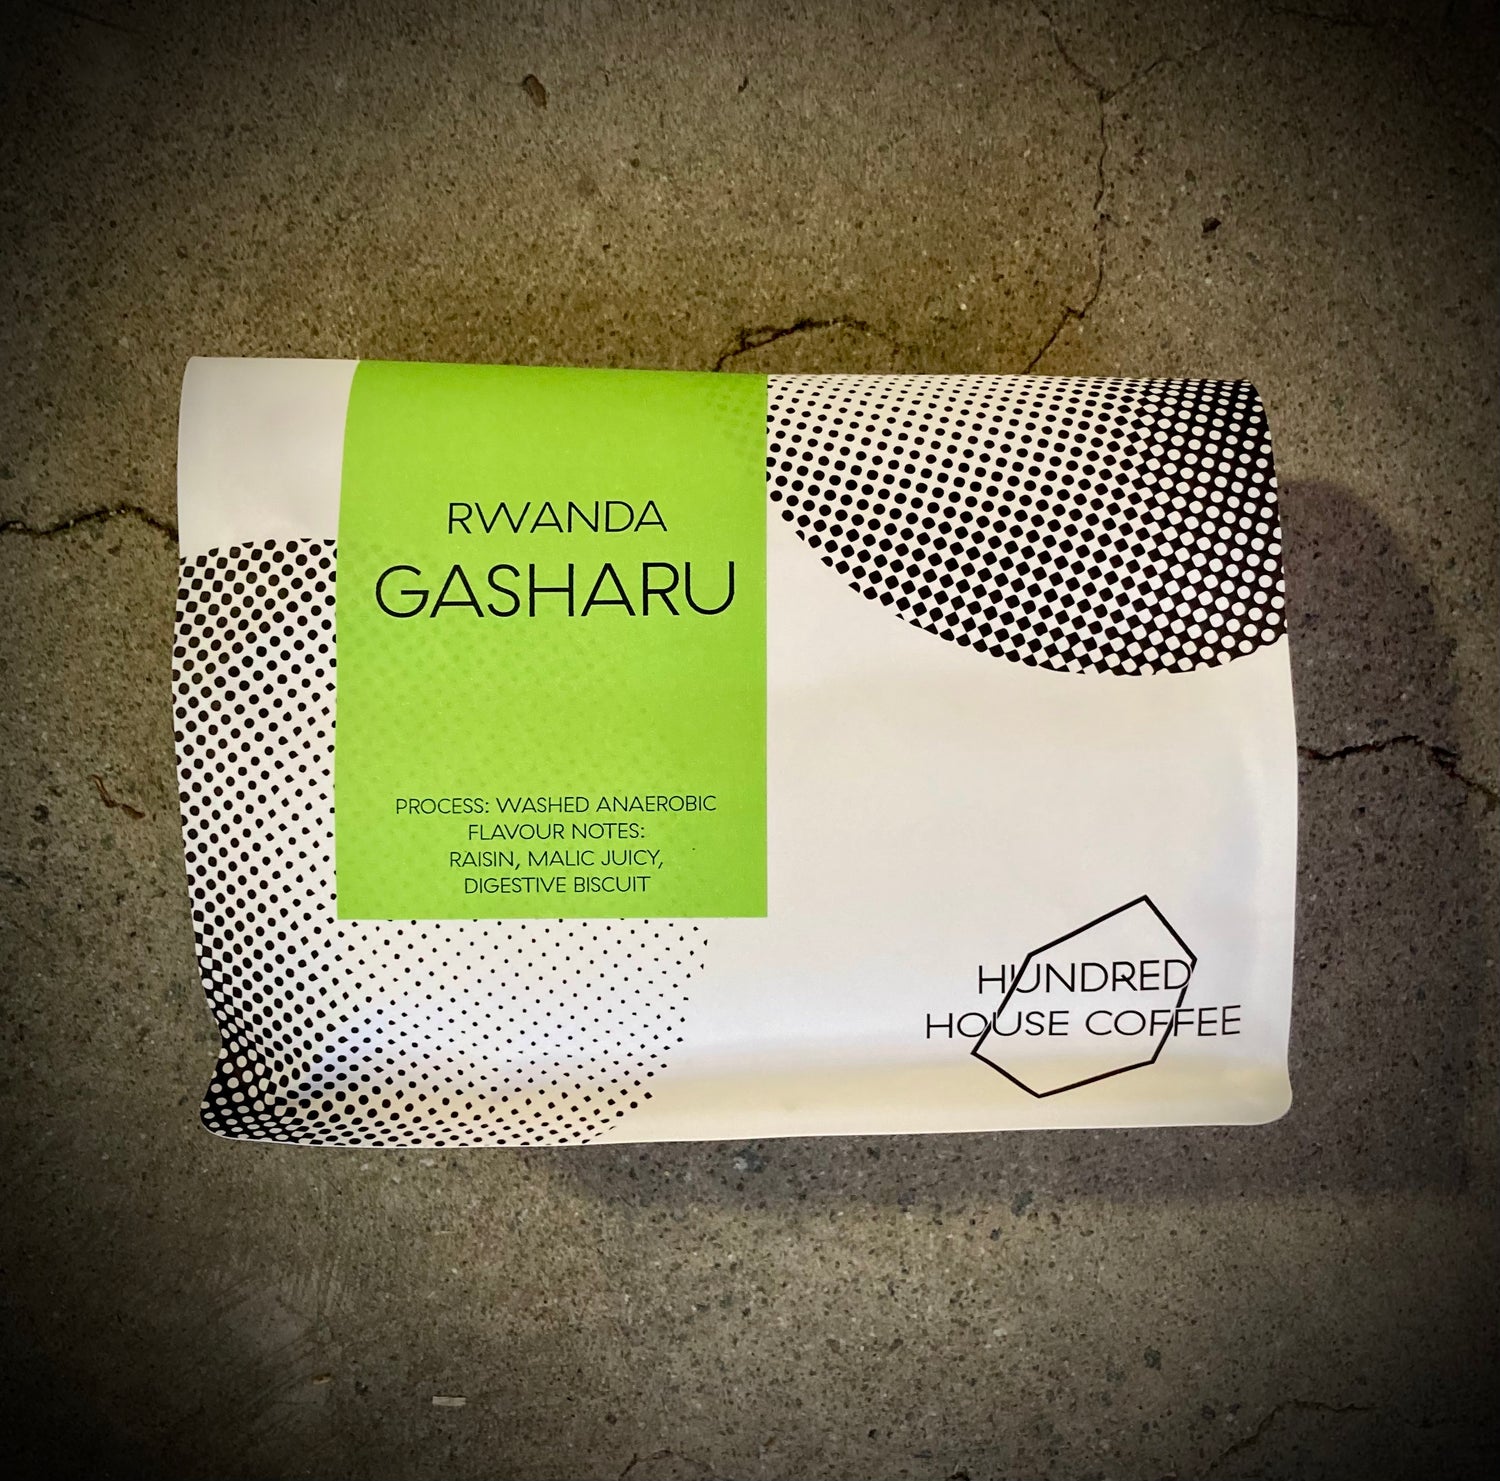 RWANDA
GASHARU
PROCESS: WASHED ANAEROBIC
FLAVOUR NOTES:
RAISIN, MALIC JUICY,
DIGESTIVE BISCUIT
HUNDRED
HOUSE COFFEE